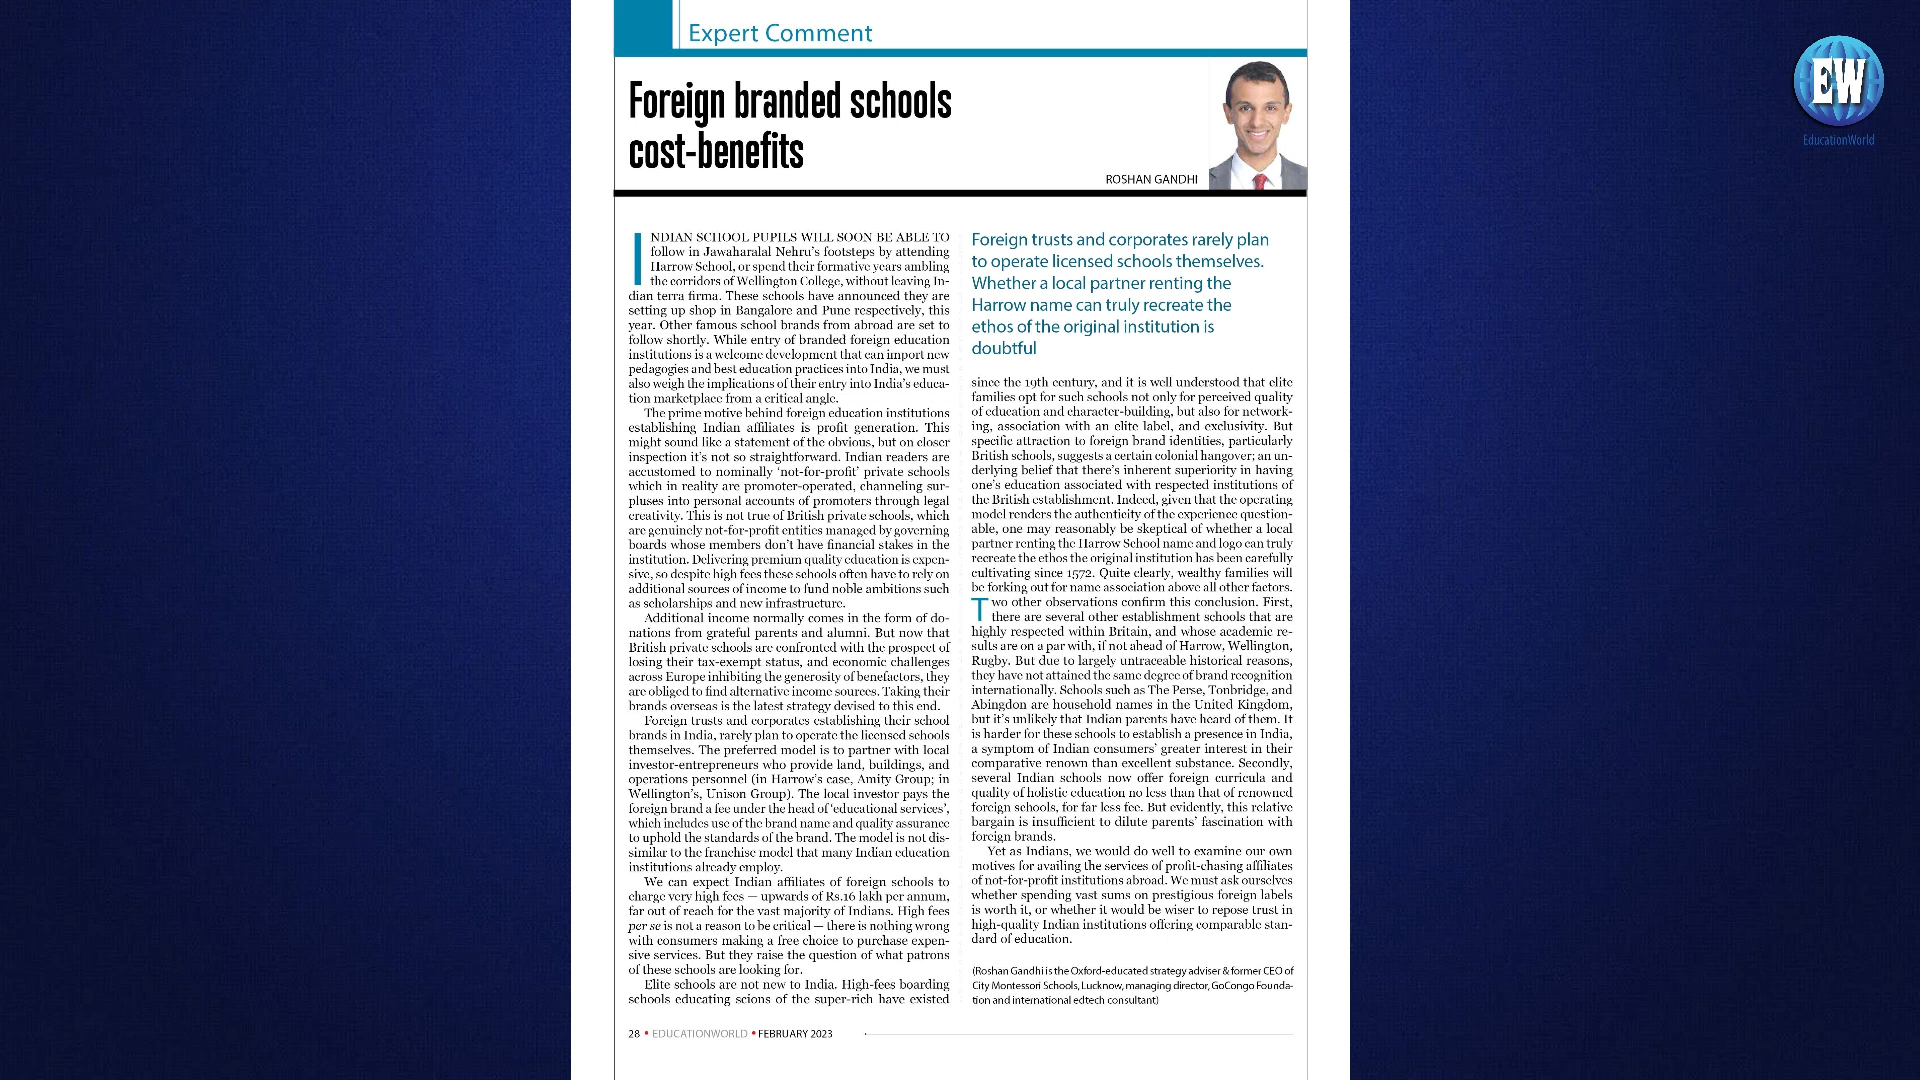 Expert Comment
Foreign branded schools
cost-benefits
ROSHAN GANDHI
EW
EducationWorld
INDIAN SCHOOL PUPILS WILL SOON BE ABLE TO
follow in Jawaharalal Nehru's footsteps by attending
Harrow School, or spend their formative years ambling
the corridors of Wellington College, without leaving In-
dian terra firma. These schools have announced they are
setting up shop in Bangalore and Pune respectively, this
year. Other famous school brands from abroad are set to
follow shortly. While entry of branded foreign education
institutions is a welcome development that can import new
pedagogies and best education practices into India, we must
also weigh the implications of their entry into India's educa-
tion marketplace from a critical angle.
The prime motive behind foreign education institutions
establishing Indian affiliates is profit generation. This
might sound like a statement of the obvious, but on closer
inspection it's not so straightforward. Indian readers are
accustomed to nominally 'not-for-profit' private schools
which in reality are promoter-operated, channeling sur-
pluses into personal accounts of promoters through legal
creativity. This is not true of British private schools, which
are genuinely not-for-profit entities managed by governing
boards whose members don't have financial stakes in the
institution. Delivering premium quality education is expen-
sive, so despite high fees these schools often have to rely on
additional sources of income to fund noble ambitions such
as scholarships and new infrastructure.
Additional income normally comes in the form of do-
nations from grateful parents and alumni. But now that
British private schools are confronted with the prospect of
losing their tax-exempt status, and economic challenges
across Europe inhibiting the generosity of benefactors, they
are obliged to find alternative income sources. Taking their
brands overseas is the latest strategy devised to this end.
Foreign trusts and corporates establishing their school
brands in India, rarely plan to operate the licensed schools
themselves. The preferred model is to partner with local
investor-entrepreneurs who provide land, buildings, and
operations personnel (in Harrow's case, Amity Group; in
Wellington's, Unison Group). The local investor pays the
foreign brand a fee under the head of 'educational services',
which includes use of the brand name and quality assurance
to uphold the standards of the brand. The model is not dis-
similar to the franchise model that many Indian education
institutions already employ.
We can expect Indian affiliates of foreign schools to
charge very high fees — upwards of Rs.16 lakh per annum,
far out of reach for the vast majority of Indians. High fees
per se is not a reason to be critical — there is nothing wrong
with consumers making a free choice to purchase expen-
sive services. But they raise the question of what patrons
of these schools are looking for.
Elite schools are not new to India. High-fees boarding
schools educating scions of the super-rich have existed
Foreign trusts and corporates rarely plan
to operate licensed schools themselves.
Whether a local partner renting the
Harrow name can truly recreate the
ethos of the original institution is
doubtful
since the 19th century, and it is well understood that elite
families opt for such schools not only for perceived quality
of education and character-building, but also for network-
ing, association with an elite label, and exclusivity. But
specific attraction to foreign brand identities, particularly
British schools, suggests a certain colonial hangover; an un-
derlying belief that there's inherent superiority in having
one's education associated with respected institutions of
the British establishment. Indeed, given that the operating
model renders the authenticity of the experience question-
able, one may reasonably be skeptical of whether a local
partner renting the Harrow School name and logo can truly
recreate the ethos the original institution has been carefully
cultivating since 1572. Quite clearly, wealthy families will
be forking out for name association above all other factors.
Two other observations confirm this conclusion. First,
there are several other establishment schools that are
highly respected within Britain, and whose academic re-
sults are on a par with, if not ahead of Harrow, Wellington,
Rugby. But due to largely untraceable historical reasons,
they have not attained the same degree of brand recognition
internationally. Schools such as The Perse, Tonbridge, and
Abingdon are household names in the United Kingdom,
but it's unlikely that Indian parents have heard of them. It
is harder for these schools to establish a presence in India,
a symptom of Indian consumers' greater interest in their
comparative renown than excellent substance. Secondly,
several Indian schools now offer foreign curricula and
quality of holistic education no less than that of renowned
foreign schools, for far less fee. But evidently, this relative
bargain is insufficient to dilute parents' fascination with
foreign brands.
Yet as Indians, we would do well to examine our own
motives for availing the services of profit-chasing affiliates
of not-for-profit institutions abroad. We must ask ourselves
whether spending vast sums on prestigious foreign labels
is worth it, or whether it would be wiser to repose trust in
high-quality Indian institutions offering comparable stan-
dard of education.
(Roshan Gandhi is the Oxford-educated strategy adviser & former CEO of
City Montessori Schools, Lucknow, managing director, GoCongo Founda-
tion and international edtech consultant)
28 • EDUCATIONWORLD • FEBRUARY 2023